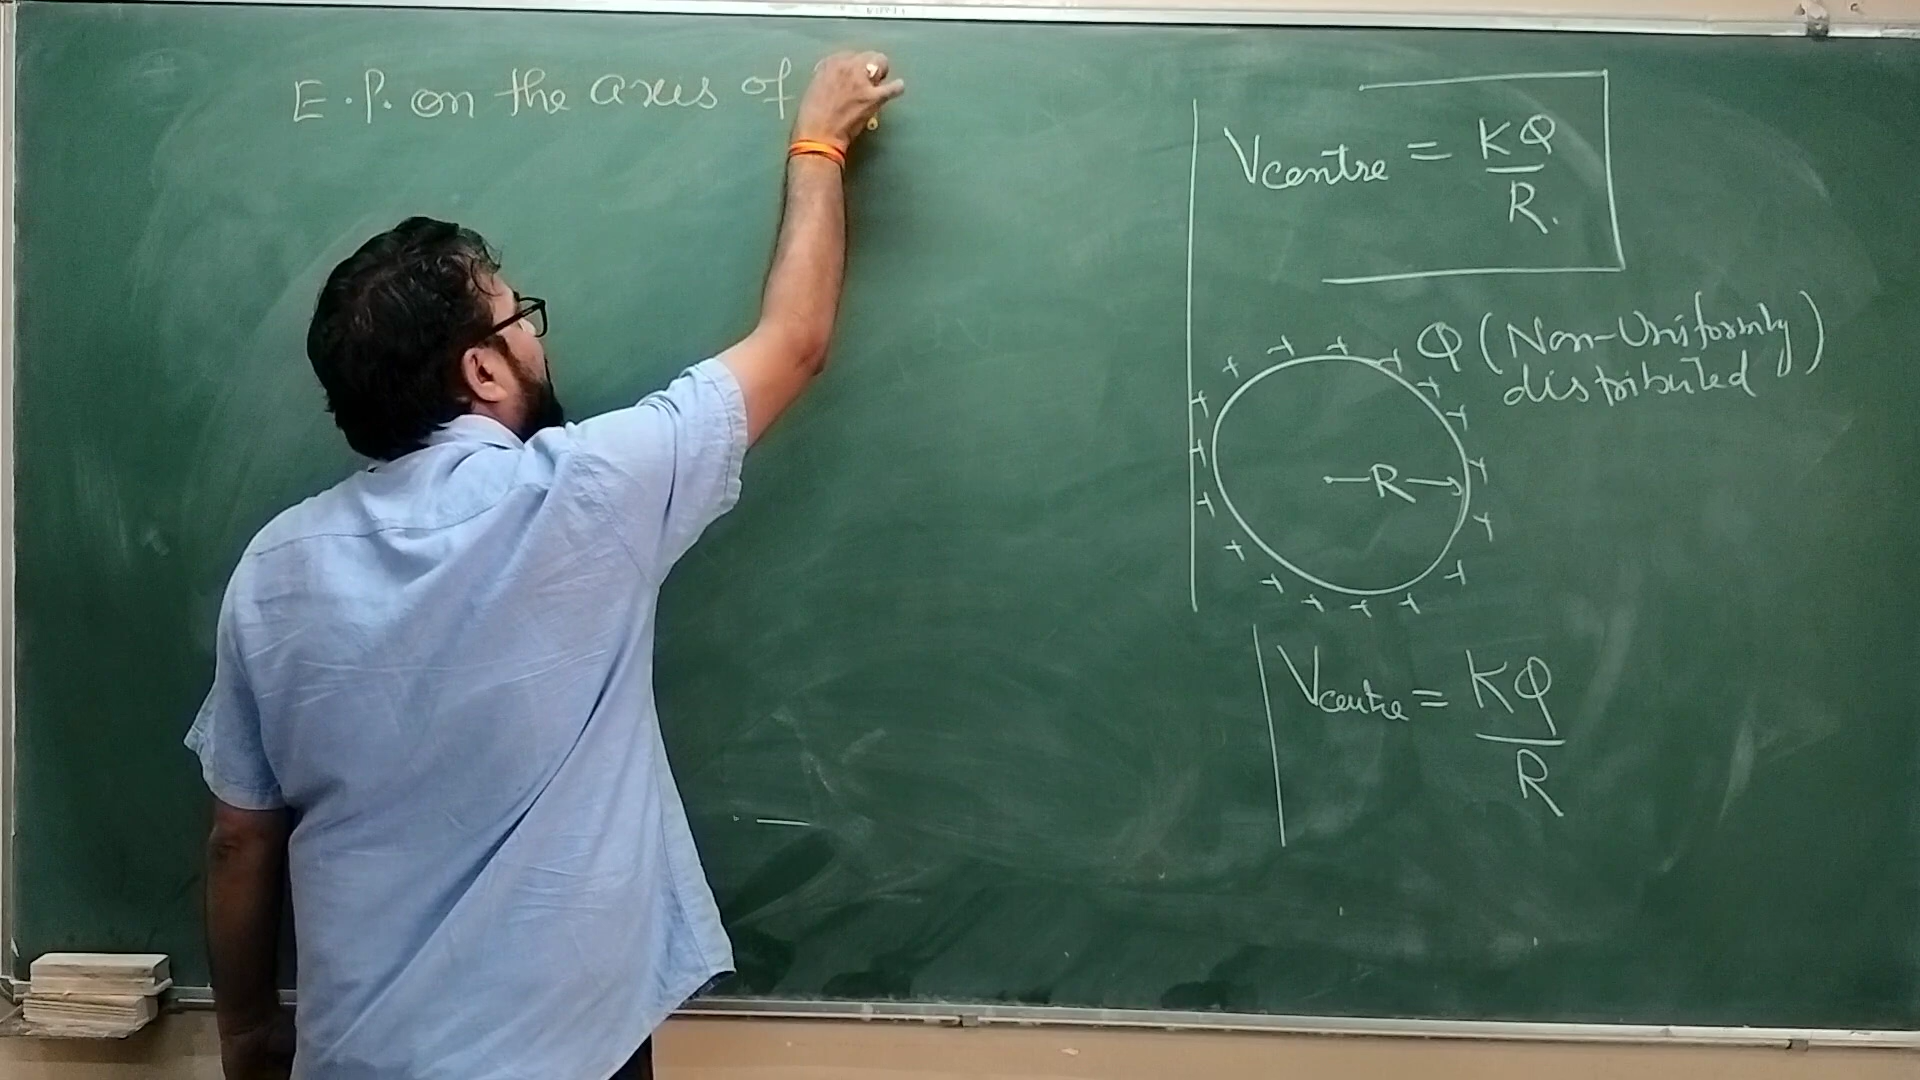 E.P. on the axis of
Vcentre = KQ
R.
Q (Non-Uniformly
distributed)
+ + + + + + + + + + + + + + + + + + +
R
Vcentre = KQ
R